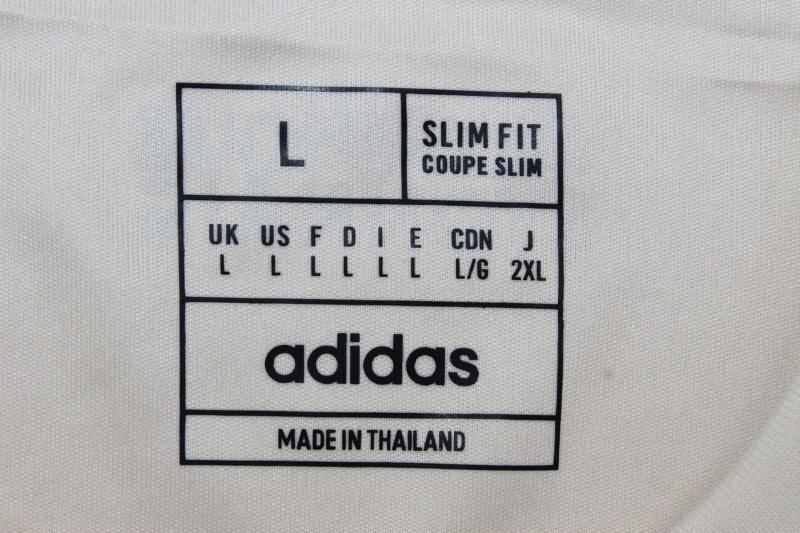 L
SLIM FIT
COUPE SLIM
UK US F D I E CDN J
L L L L L L L/G 2XL
adidas
MADE IN THAILAND